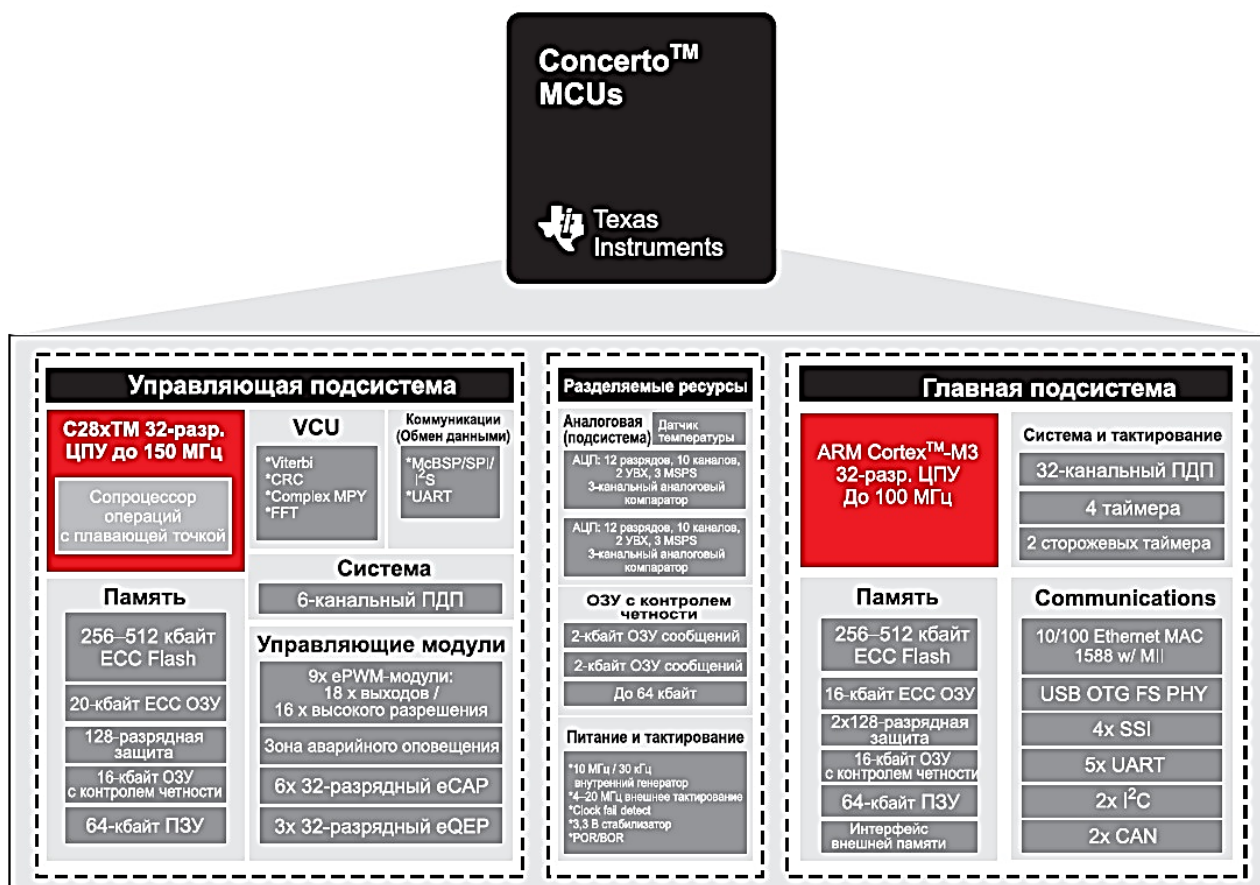 Concerto™
MCUs
Texas
Instruments
Управляющая подсистема
C28xTM 32-разр.
ЦПУ до 150 МГц
Сопроцессор
операций
с плавающей точкой
VCU
*Viterbi
*CRC
*Complex MPY
*FFT
Коммуникации
(Обмен данными)
*McBSP/SPI/
I²S
*UART
Система
6-канальный ПДП
Память
256–512 кбайт
ECC Flash
20-кбайт ECC ОЗУ
128-разрядная
защита
16-кбайт ОЗУ
с контролем четности
64-кбайт ПЗУ
Управляющие модули
9x ePWM-модули:
18 x выходов /
16 x высокого разрешения
Зона аварийного оповещения
6x 32-разрядный eCAP
3x 32-разрядный eQEP
Разделяемые ресурсы
Аналоговая
(подсистема)
Датчик
температуры
АЦП: 12 разрядов, 10 каналов,
2 УВХ, 3 MSPS
3-канальный аналоговый
компаратор
АЦП: 12 разрядов, 10 каналов,
2 УВХ, 3 MSPS
3-канальный аналоговый
компаратор
ОЗУ с контролем
четности
2-кбайт ОЗУ сообщений
2-кбайт ОЗУ сообщений
До 64 кбайт
Питание и тактирование
*10 МГц / 30 кГц
внутренний генератор
*4–20 МГц внешнее тактирование
*Clock fail detect
*3,3 В стабилизатор
*POR/BOR
Главная подсистема
ARM Cortex™-M3
32-разр. ЦПУ
До 100 МГц
Система и тактирование
32-канальный ПДП
4 таймера
2 сторожевых таймера
Память
256–512 кбайт
ECC Flash
16-кбайт ECC ОЗУ
2x128-разрядная
защита
16-кбайт ОЗУ
с контролем четности
64-кбайт ПЗУ
Интерфейс
внешней памяти
Communications
10/100 Ethernet MAC
1588 w/ MII
USB OTG FS PHY
4x SSI
5x UART
2x I²C
2x CAN